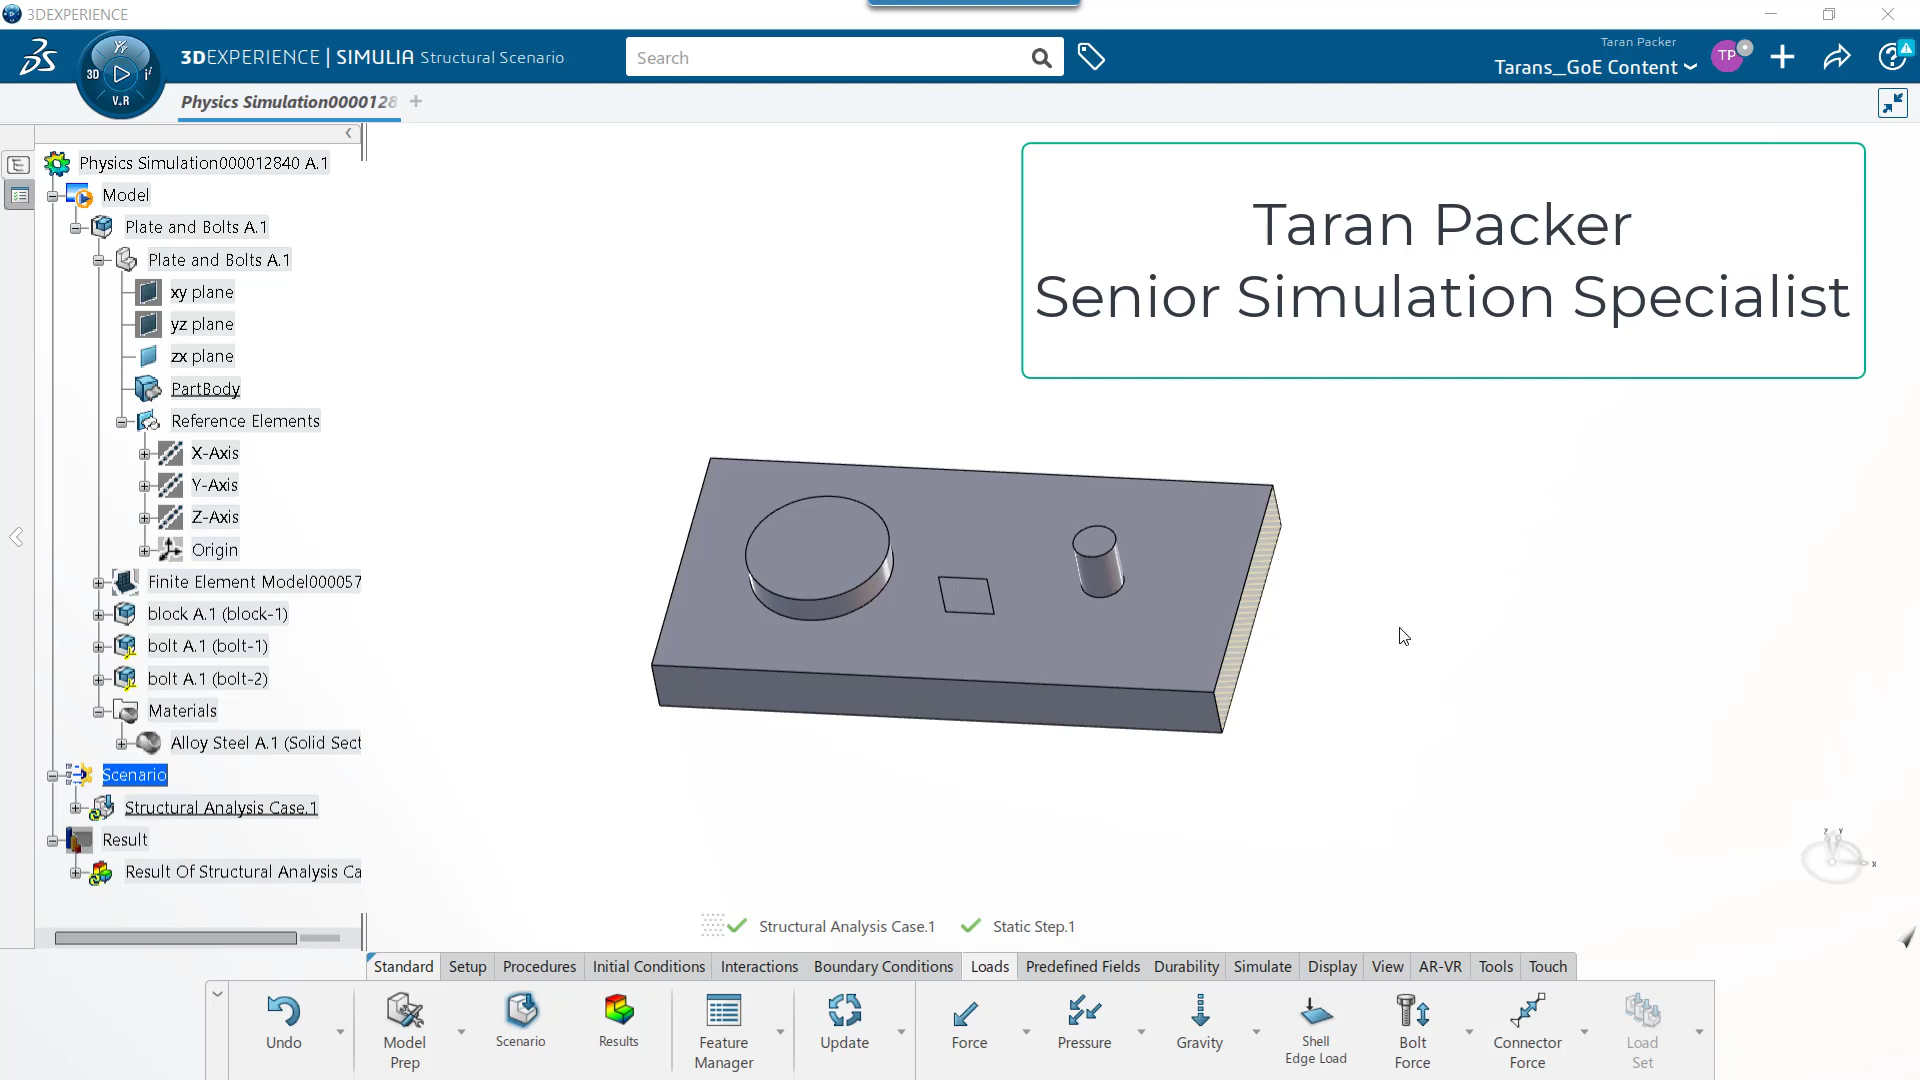 3DEXPERIENCE
3DEXPERIENCE | SIMULIA Structural Scenario
Search
Taran Packer
Tarans_GoE Content
TP
3D
V.R
Physics Simulation0000128
Taran Packer
Senior Simulation Specialist
Physics Simulation000012840 A.1
Model
Plate and Bolts A.1
Plate and Bolts A.1
xy plane
yz plane
zx plane
PartBody
Reference Elements
X-Axis
Y-Axis
Z-Axis
Origin
Finite Element Model000057
block A.1 (block-1)
bolt A.1 (bolt-1)
bolt A.1 (bolt-2)
Materials
Alloy Steel A.1 (Solid Sect
Scenario
Structural Analysis Case.1
Result
Result Of Structural Analysis Ca
z y
x
Structural Analysis Case.1 Static Step.1
Standard Setup Procedures Initial Conditions Interactions Boundary Conditions Loads Predefined Fields Durability Simulate Display View AR-VR Tools Touch
Undo
Model Prep
Scenario
Results
Feature Manager
Update
Force
Pressure
Gravity
Shell Edge Load
Bolt Force
Connector Force
Load Set